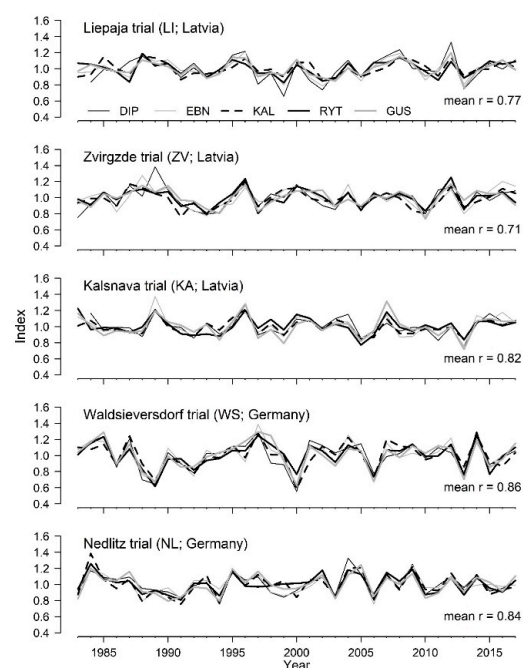 1.6
Liepaja trial (LI; Latvia)
1.4
1.2
1.0
0.8
0.6
DIP EBN KAL RYT GUS
0.4
mean r = 0.77
1.6
Zvirgzde trial (ZV; Latvia)
1.4
1.2
1.0
0.8
0.6
mean r = 0.71
0.4
1.6
Kalsnava trial (KA; Latvia)
1.4
1.2
1.0
0.8
0.6
mean r = 0.82
0.4
Index
1.6
Waldsieversdorf trial (WS; Germany)
1.4
1.2
1.0
0.8
0.6
mean r = 0.86
0.4
1.6
Nedlitz trial (NL; Germany)
1.4
1.2
1.0
0.8
0.6
mean r = 0.84
0.4
1985 1990 1995 2000 2005 2010 2015
Year